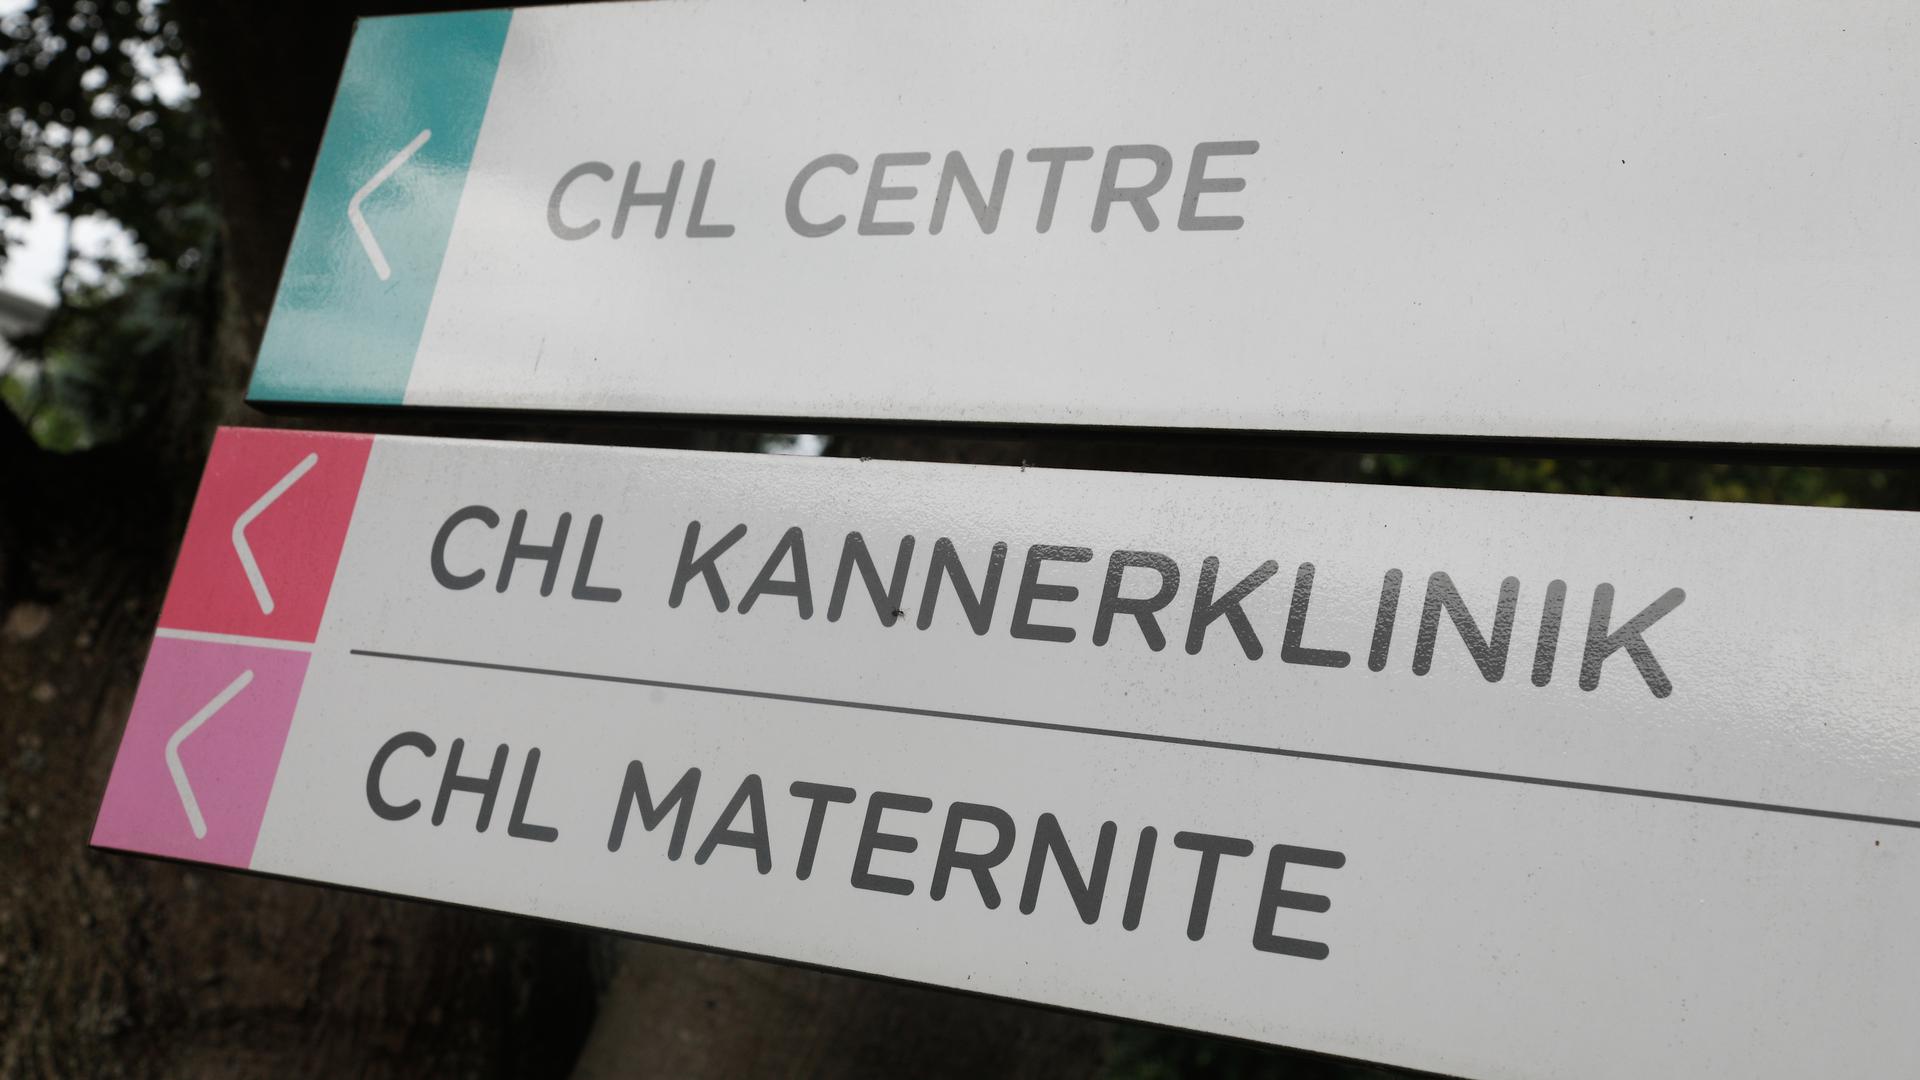 CHL CENTRE
CHL KANNERKLINIK
CHL MATERNITE